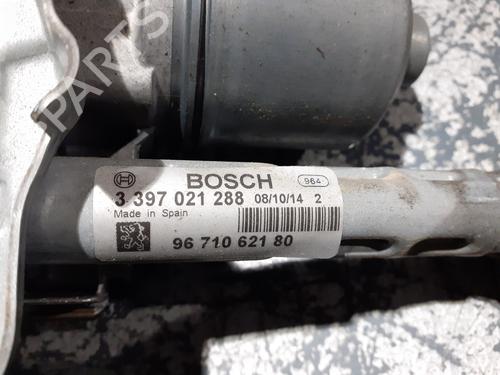 BOSCH 964
3 397 021 288 08/10/14 2
Made in Spain
96 710 621 80
B-PARTS